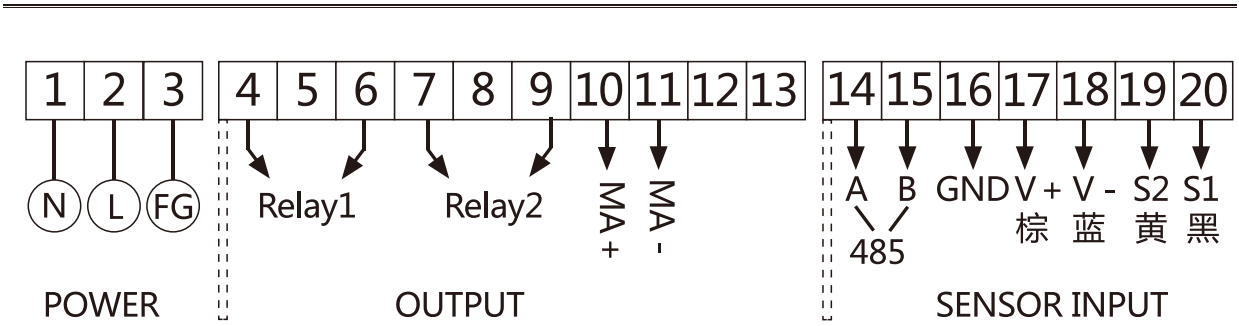 1 2 3 4 5 6 7 8 9 10 11 12 13 14 15 16 17 18 19 20
N L FG Relay1 Relay2 MA+ MA- A B GND V+ V- S2 S1
棕 蓝 黄 黑
485
POWER OUTPUT SENSOR INPUT